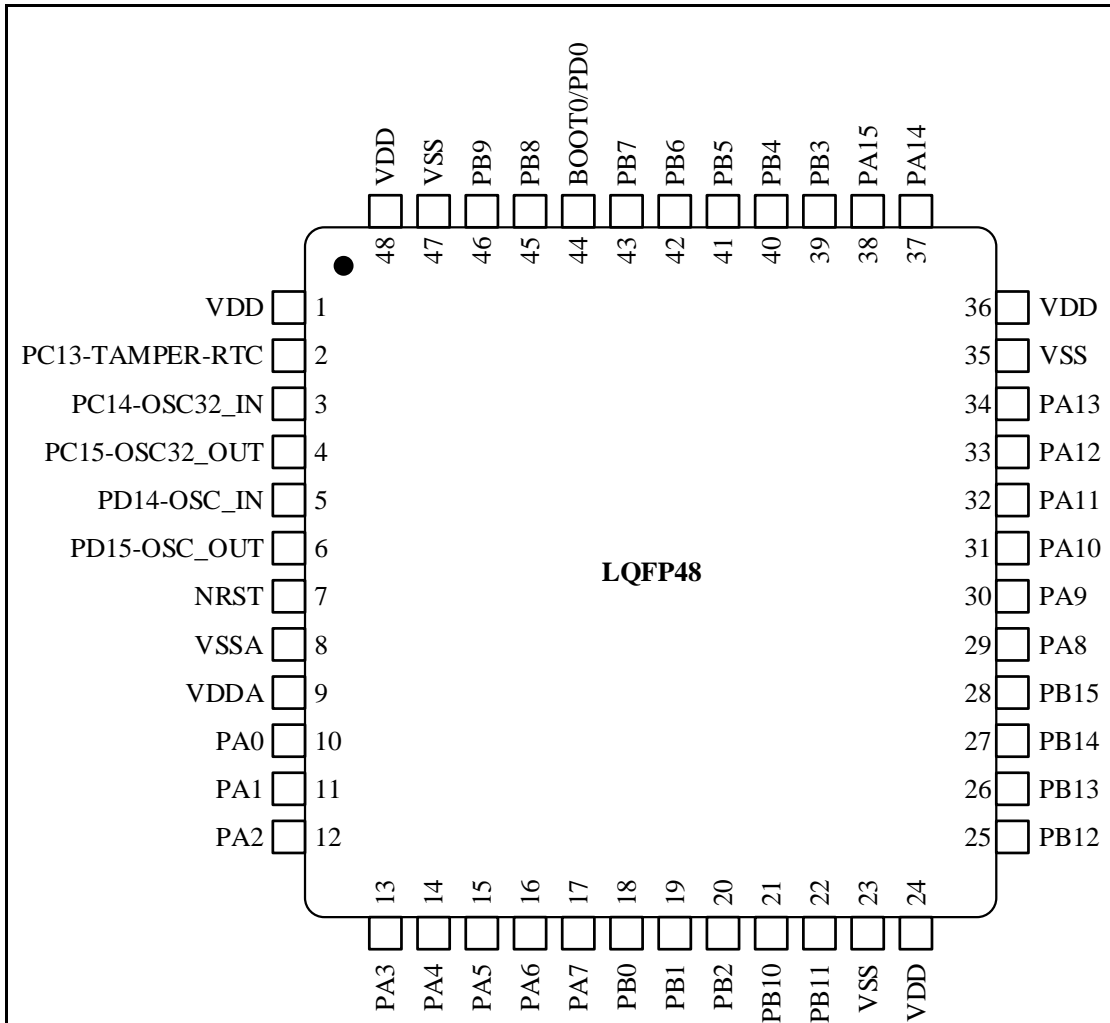 VDD VSS PB9 PB8 BOOT0/PD0 PB7 PB6 PB5 PB4 PB3 PA15 PA14
48 47 46 45 44 43 42 41 40 39 38 37
VDD 1 36 VDD
PC13-TAMPER-RTC 2 35 VSS
PC14-OSC32_IN 3 34 PA13
PC15-OSC32_OUT 4 33 PA12
PD14-OSC_IN 5 32 PA11
PD15-OSC_OUT 6 31 PA10
LQFP48
NRST 7 30 PA9
VSSA 8 29 PA8
VDDA 9 28 PB15
PA0 10 27 PB14
PA1 11 26 PB13
PA2 12 25 PB12
13 14 15 16 17 18 19 20 21 22 23 24
PA3 PA4 PA5 PA6 PA7 PB0 PB1 PB2 PB10 PB11 VSS VDD